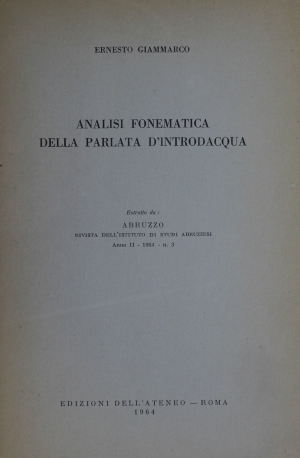 ERNESTO GIAMMARCO
ANALISI FONEMATICA
DELLA PARLATA D'INTRODACQUA
Estratto da:
ABRUZZO
RIVISTA DELL'ISTITUTO DI STUDI ABRUZZESI
Anno II - 1964 - n. 3
EDIZIONI DELL'ATENEO — ROMA
1964